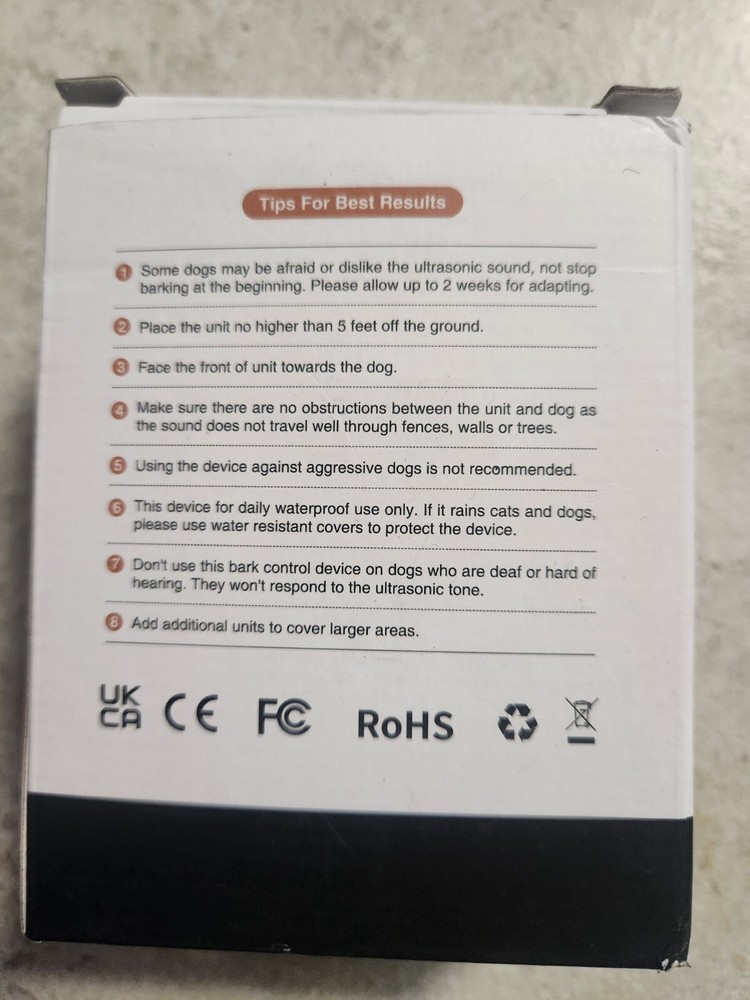 Tips For Best Results
1 Some dogs may be afraid or dislike the ultrasonic sound, not stop
barking at the beginning. Please allow up to 2 weeks for adapting.
2 Place the unit no higher than 5 feet off the ground.
3 Face the front of unit towards the dog.
4 Make sure there are no obstructions between the unit and dog as
the sound does not travel well through fences, walls or trees.
5 Using the device against aggressive dogs is not recommended.
6 This device for daily waterproof use only. If it rains cats and dogs,
please use water resistant covers to protect the device.
7 Don't use this bark control device on dogs who are deaf or hard of
hearing. They won't respond to the ultrasonic tone.
8 Add additional units to cover larger areas.
UK
CA CE FC RoHS